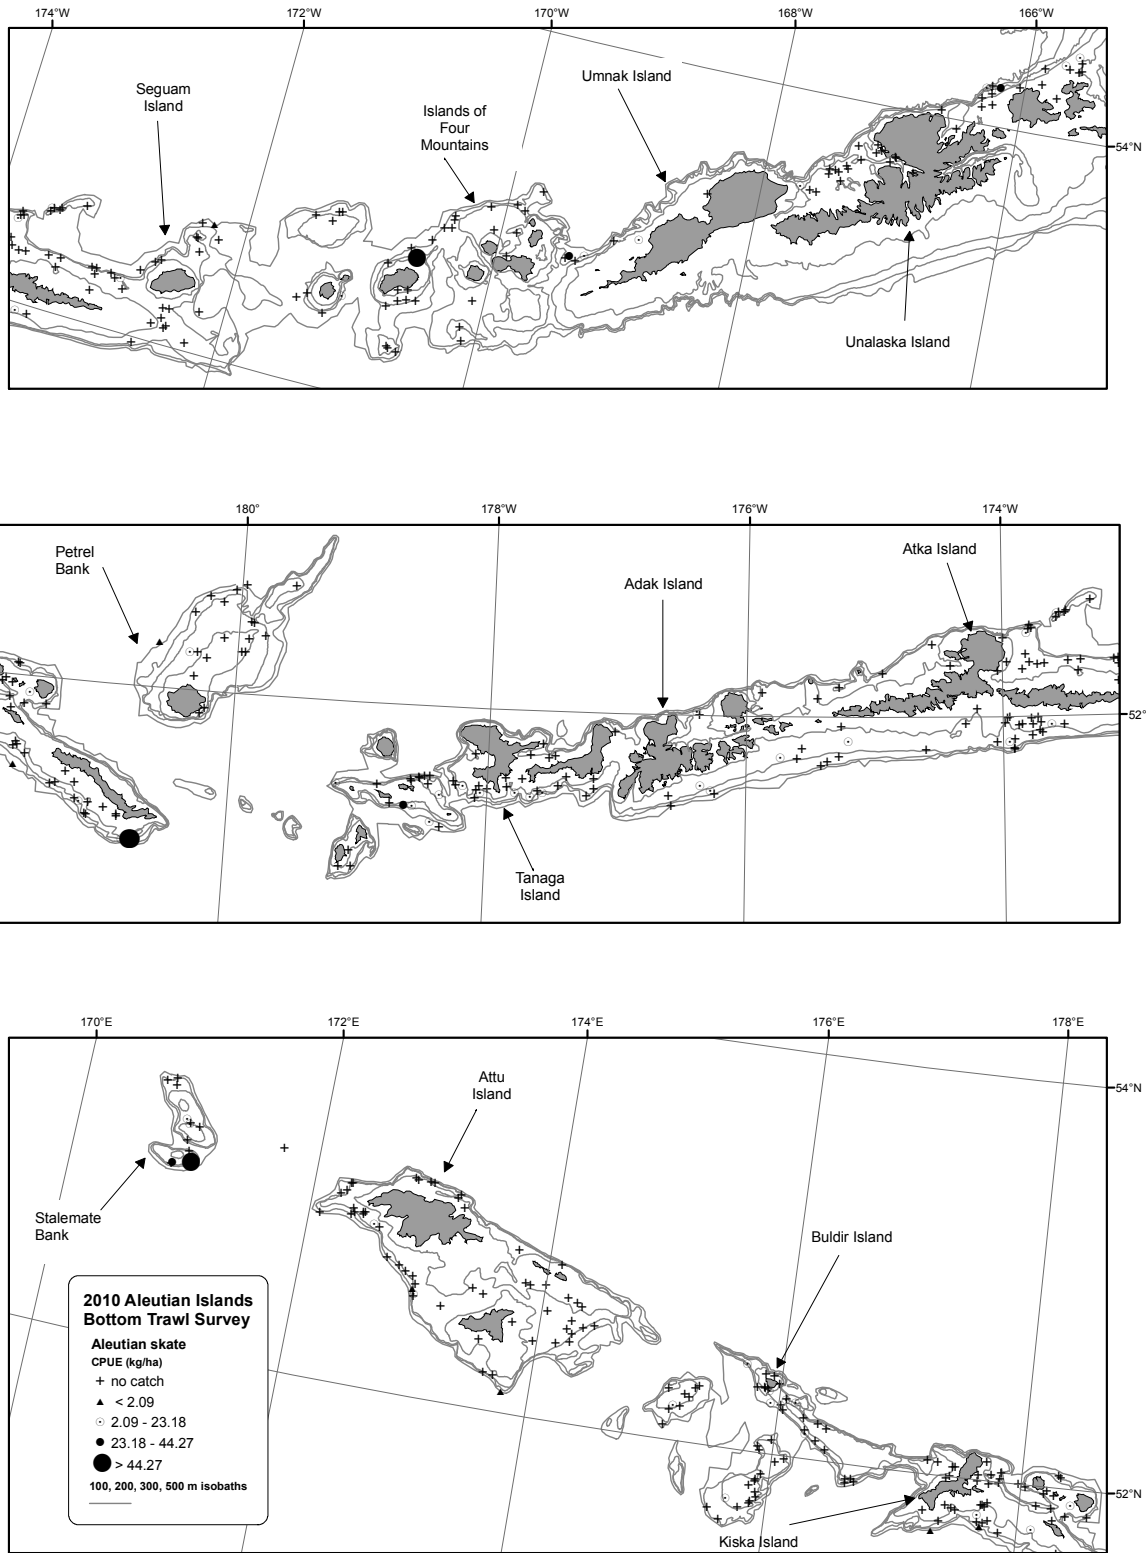 174°W 172°W 170°W 168°W 166°W
Seguam
Island
Islands of
Four
Mountains
Umnak Island
54°N
Unalaska Island
180° 178°W 176°W 174°W
Petrel
Bank
Adak Island
Atka Island
52°
Tanaga
Island
170°E 172°E 174°E 176°E 178°E
Attu
Island
54°N
Stalemate
Bank
Buldir Island
2010 Aleutian Islands
Bottom Trawl Survey
Aleutian skate
CPUE (kg/ha)
no catch
< 2.09
2.09 - 23.18
23.18 - 44.27
> 44.27
100, 200, 300, 500 m isobaths
52°N
Kiska Island